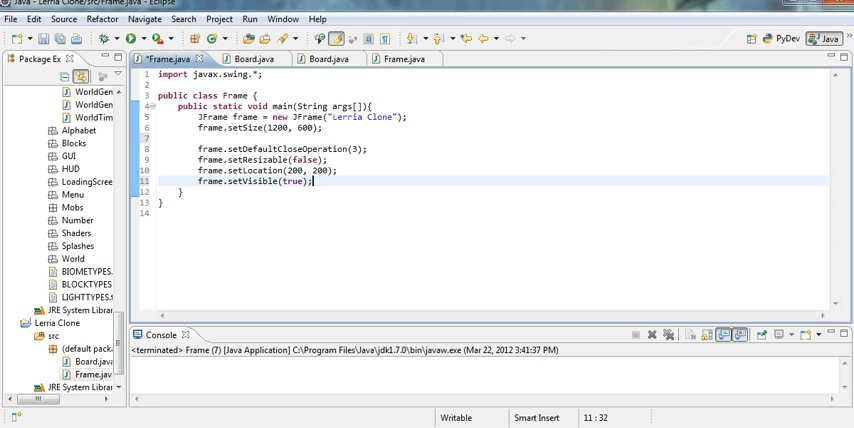 Java - Lerria Clone/src/Frame.java - Eclipse
File Edit Source Refactor Navigate Search Project Run Window Help
PyDev Java
Package Ex
*Frame.java Board.java Board.java Frame.java
WorldGen
WorldGen
WorldTim
Alphabet
Blocks
GUI
HUD
LoadingScree
Menu
Mobs
Number
Shaders
Splashes
World
BIOMETYPES.
BLOCKTYPES.
LIGHTTYPES.
JRE System Librar
Lerria Clone
src
(default packa
Board.java
Frame.jav
JRE System Librar
1 import javax.swing.*;
2
3 public class Frame {
4 public static void main(String args[]){
5 JFrame frame = new JFrame("Lerria Clone");
6 frame.setSize(1200, 600);
7
8 frame.setDefaultCloseOperation(3);
9 frame.setResizable(false);
10 frame.setLocation(200, 200);
11 frame.setVisible(true);
12 }
13 }
14
Console
<terminated> Frame (7) [Java Application] C:\Program Files\Java\jdk1.7.0\bin\javaw.exe (Mar 22, 2012 3:41:37 PM)
Writable Smart Insert 11 : 32